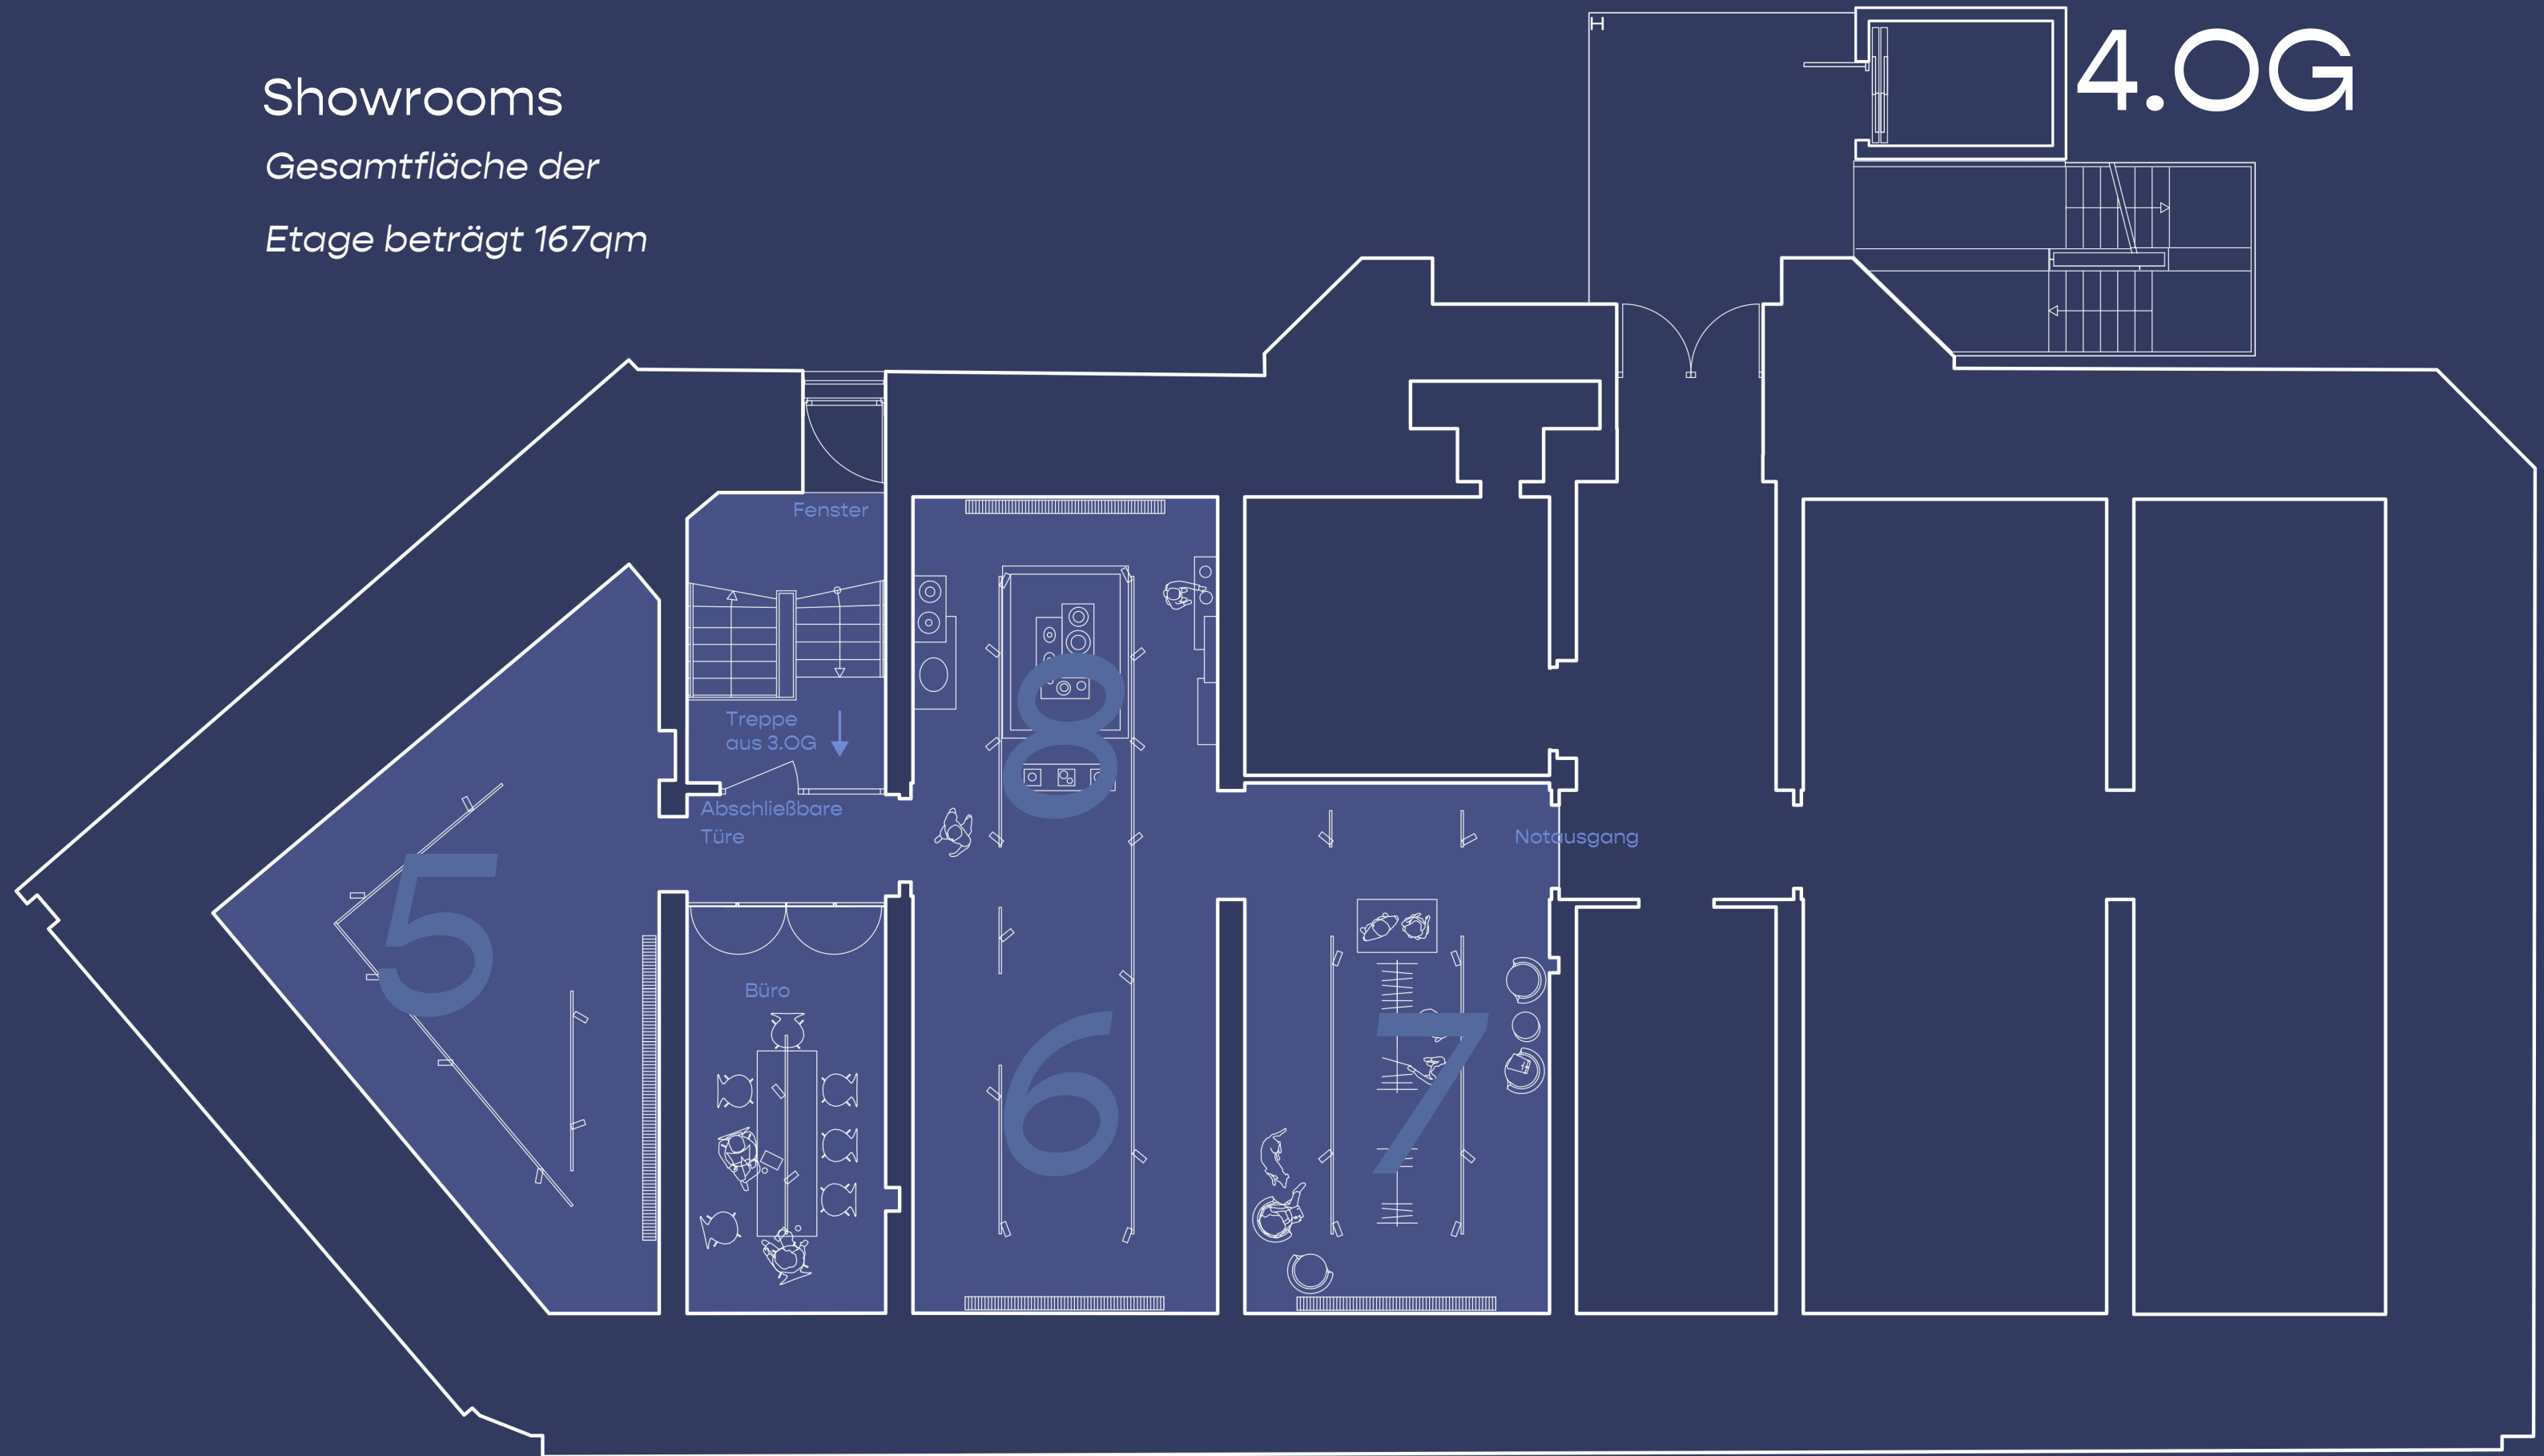 4.OG
Showrooms
Gesamtfläche der
Etage beträgt 167qm
Fenster
Treppe
aus 3.OG
Abschließbare
Türe
Notausgang
8
5
Büro
6
7